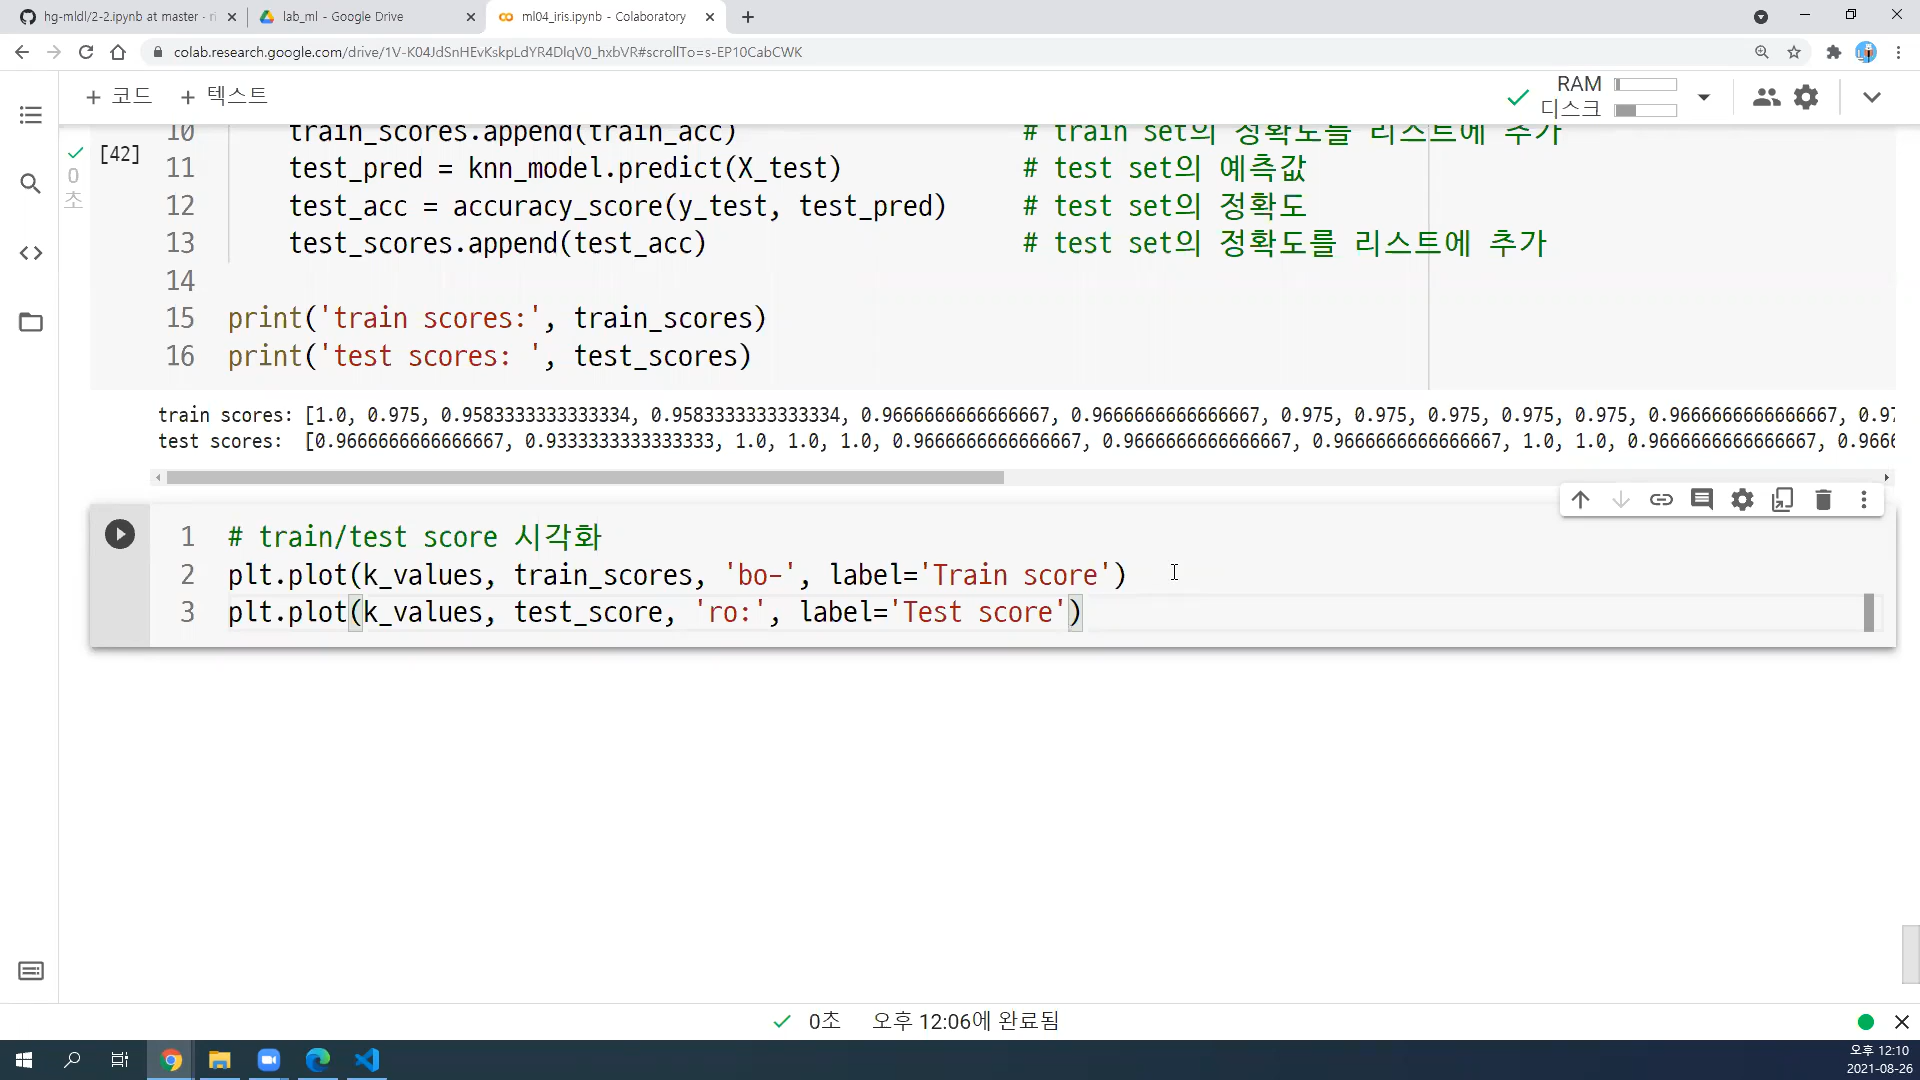 hg-mldl/2-2.ipynb at master · ri
lab_ml - Google Drive
ml04_iris.ipynb - Colaboratory
colab.research.google.com/drive/1V-K04JdSnHEvKskpLdYR4DlqV0_hxbVR#scrollTo=s-EP10CabCWK
+ 코드 + 텍스트
RAM
디스크
[42]
0
초
10 train_scores.append(train_acc) # train set의 정확도를 리스트에 추가
11 test_pred = knn_model.predict(X_test) # test set의 예측값
12 test_acc = accuracy_score(y_test, test_pred) # test set의 정확도
13 test_scores.append(test_acc) # test set의 정확도를 리스트에 추가
14
15 print('train scores:', train_scores)
16 print('test scores: ', test_scores)
train scores: [1.0, 0.975, 0.9583333333333334, 0.9583333333333334, 0.9666666666666667, 0.9666666666666667, 0.975, 0.975, 0.975, 0.975, 0.975, 0.9666666666666667, 0.97
test scores:  [0.9666666666666667, 0.9333333333333333, 1.0, 1.0, 1.0, 0.9666666666666667, 0.9666666666666667, 0.9666666666666667, 1.0, 1.0, 0.9666666666666667, 0.966
1 # train/test score 시각화
2 plt.plot(k_values, train_scores, 'bo-', label='Train score')
3 plt.plot(k_values, test_score, 'ro:', label='Test score')
0초 오후 12:06에 완료됨
오후 12:10
2021-08-26